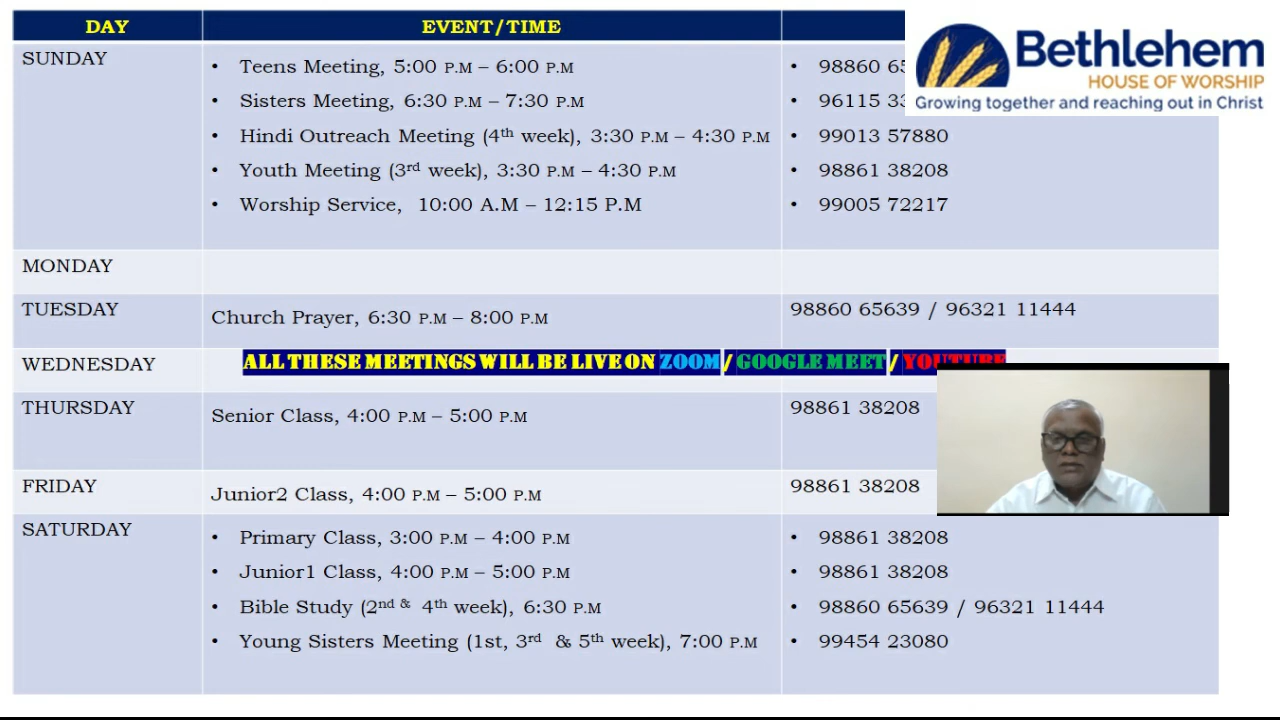 DAY EVENT/TIME
Bethlehem
HOUSE OF WORSHIP
Growing together and reaching out in Christ
SUNDAY
• Teens Meeting, 5:00 P.M – 6:00 P.M • 98860
• Sisters Meeting, 6:30 P.M – 7:30 P.M • 96115
• Hindi Outreach Meeting (4th week), 3:30 P.M – 4:30 P.M • 99013 57880
• Youth Meeting (3rd week), 3:30 P.M – 4:30 P.M • 98861 38208
• Worship Service, 10:00 A.M – 12:15 P.M • 99005 72217
MONDAY
TUESDAY Church Prayer, 6:30 P.M – 8:00 P.M 98860 65639 / 96321 11444
WEDNESDAY ALL THESE MEETINGS WILL BE LIVE ON ZOOM/ GOOGLE MEET/ YOUTUBE
THURSDAY Senior Class, 4:00 P.M – 5:00 P.M 98861 38208
FRIDAY Junior2 Class, 4:00 P.M – 5:00 P.M 98861 38208
SATURDAY
• Primary Class, 3:00 P.M – 4:00 P.M • 98861 38208
• Junior1 Class, 4:00 P.M – 5:00 P.M • 98861 38208
• Bible Study (2nd & 4th week), 6:30 P.M • 98860 65639 / 96321 11444
• Young Sisters Meeting (1st, 3rd & 5th week), 7:00 P.M • 99454 23080